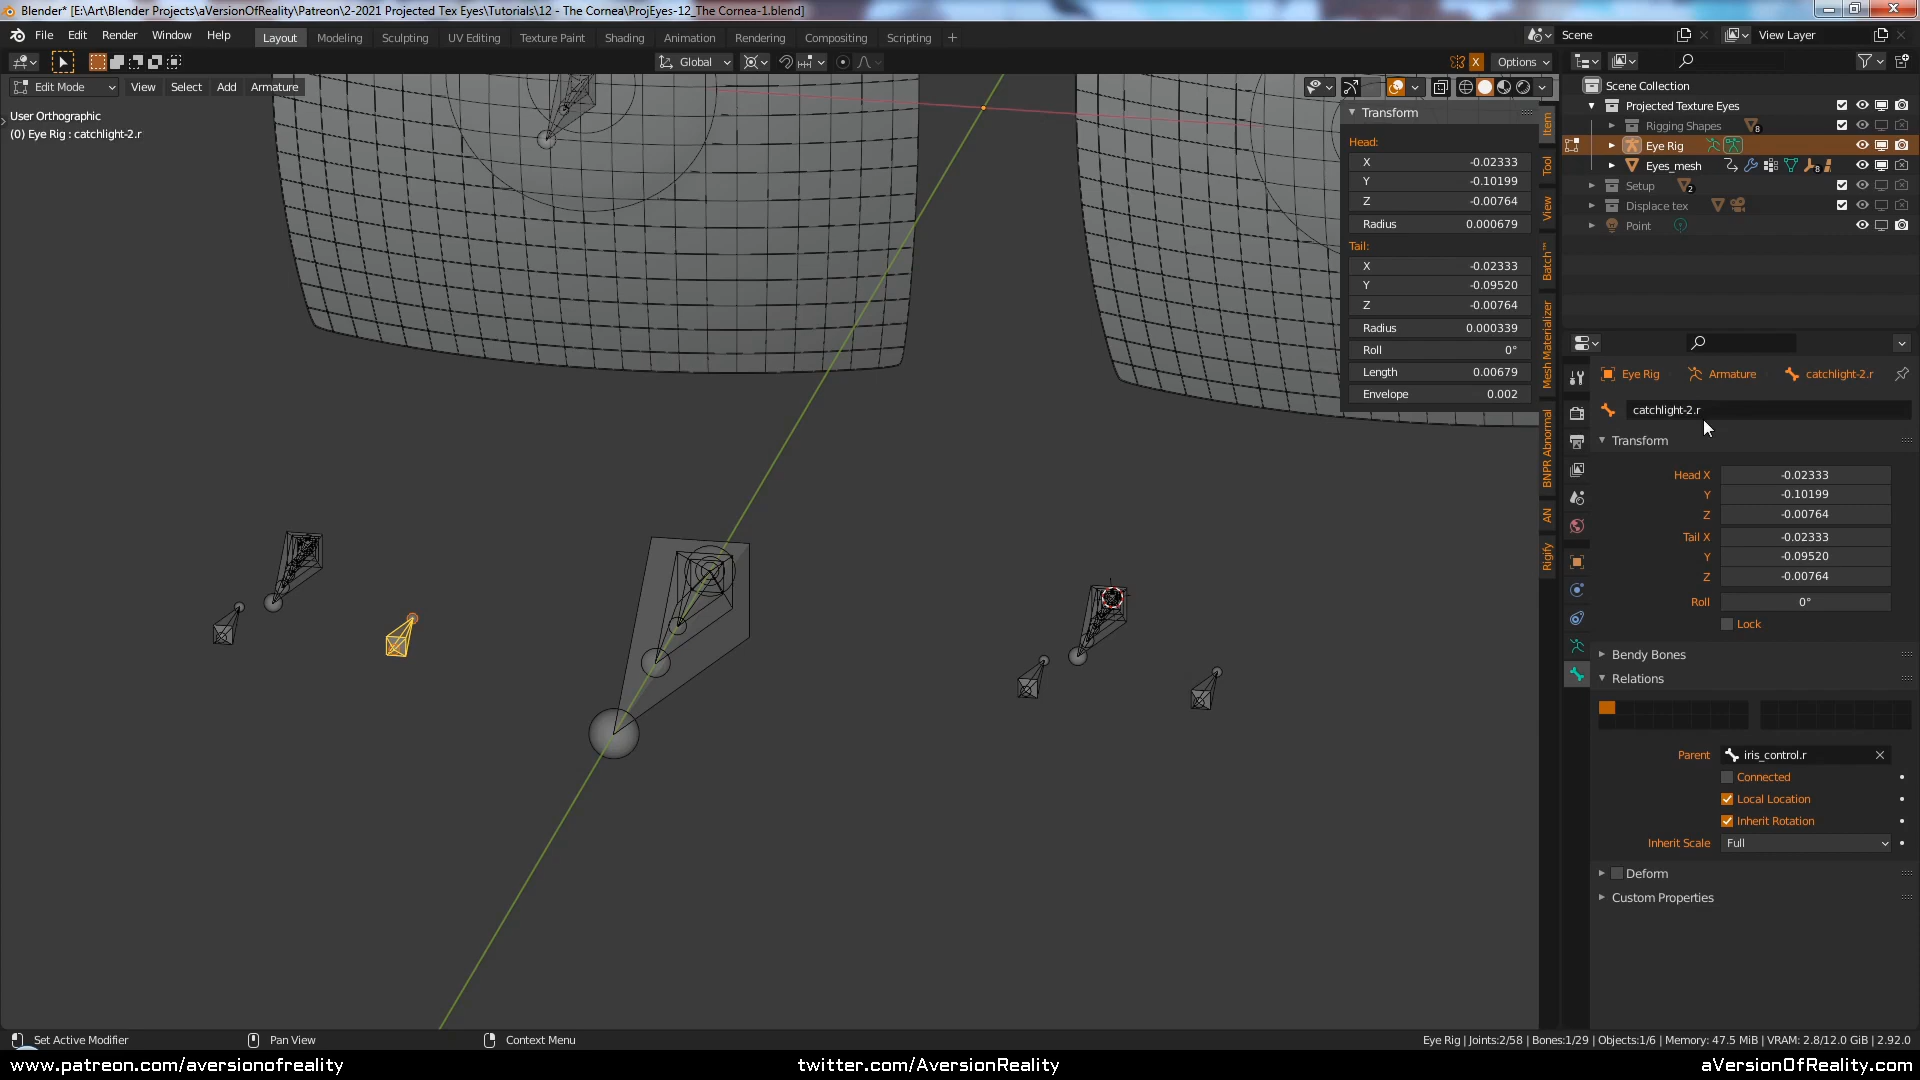 Blender* [E:\Art\Blender Projects\aVersionOfReality\Patreon\2-2021 Projected Tex Eyes\Tutorials\12 - The Cornea\ProjEyes-12_The Cornea-1.blend]
File Edit Render Window Help
Layout Modeling Sculpting UV Editing Texture Paint Shading Animation Rendering Compositing Scripting +
Scene
View Layer
Global
X
Options
Edit Mode View Select Add Armature
User Orthographic
(0) Eye Rig : catchlight-2.r
Transform
Head:
X -0.02333
Y -0.10199
Z -0.00764
Radius 0.000679
Tail:
X -0.02333
Y -0.09520
Z -0.00764
Radius 0.000339
Roll 0°
Length 0.00679
Envelope 0.002
Item
Tool
View
Batch™
Mesh Materializer
BNPR Abnormal
AN
Rigify
Scene Collection
Projected Texture Eyes
Rigging Shapes 8
Eye Rig
Eyes_mesh 8
Setup 2
Displace tex
Point
Eye Rig Armature catchlight-2.r
catchlight-2.r
Transform
Head X -0.02333
Y -0.10199
Z -0.00764
Tail X -0.02333
Y -0.09520
Z -0.00764
Roll 0°
Lock
Bendy Bones
Relations
Parent iris_control.r
Connected
Local Location
Inherit Rotation
Inherit Scale Full
Deform
Custom Properties
Set Active Modifier Pan View Context Menu
Eye Rig | Joints:2/58 | Bones:1/29 | Objects:1/6 | Memory: 47.5 MiB | VRAM: 2.8/12.0 GiB | 2.92.0
www.patreon.com/aversionofreality twitter.com/AversionReality aVersionOfReality.com